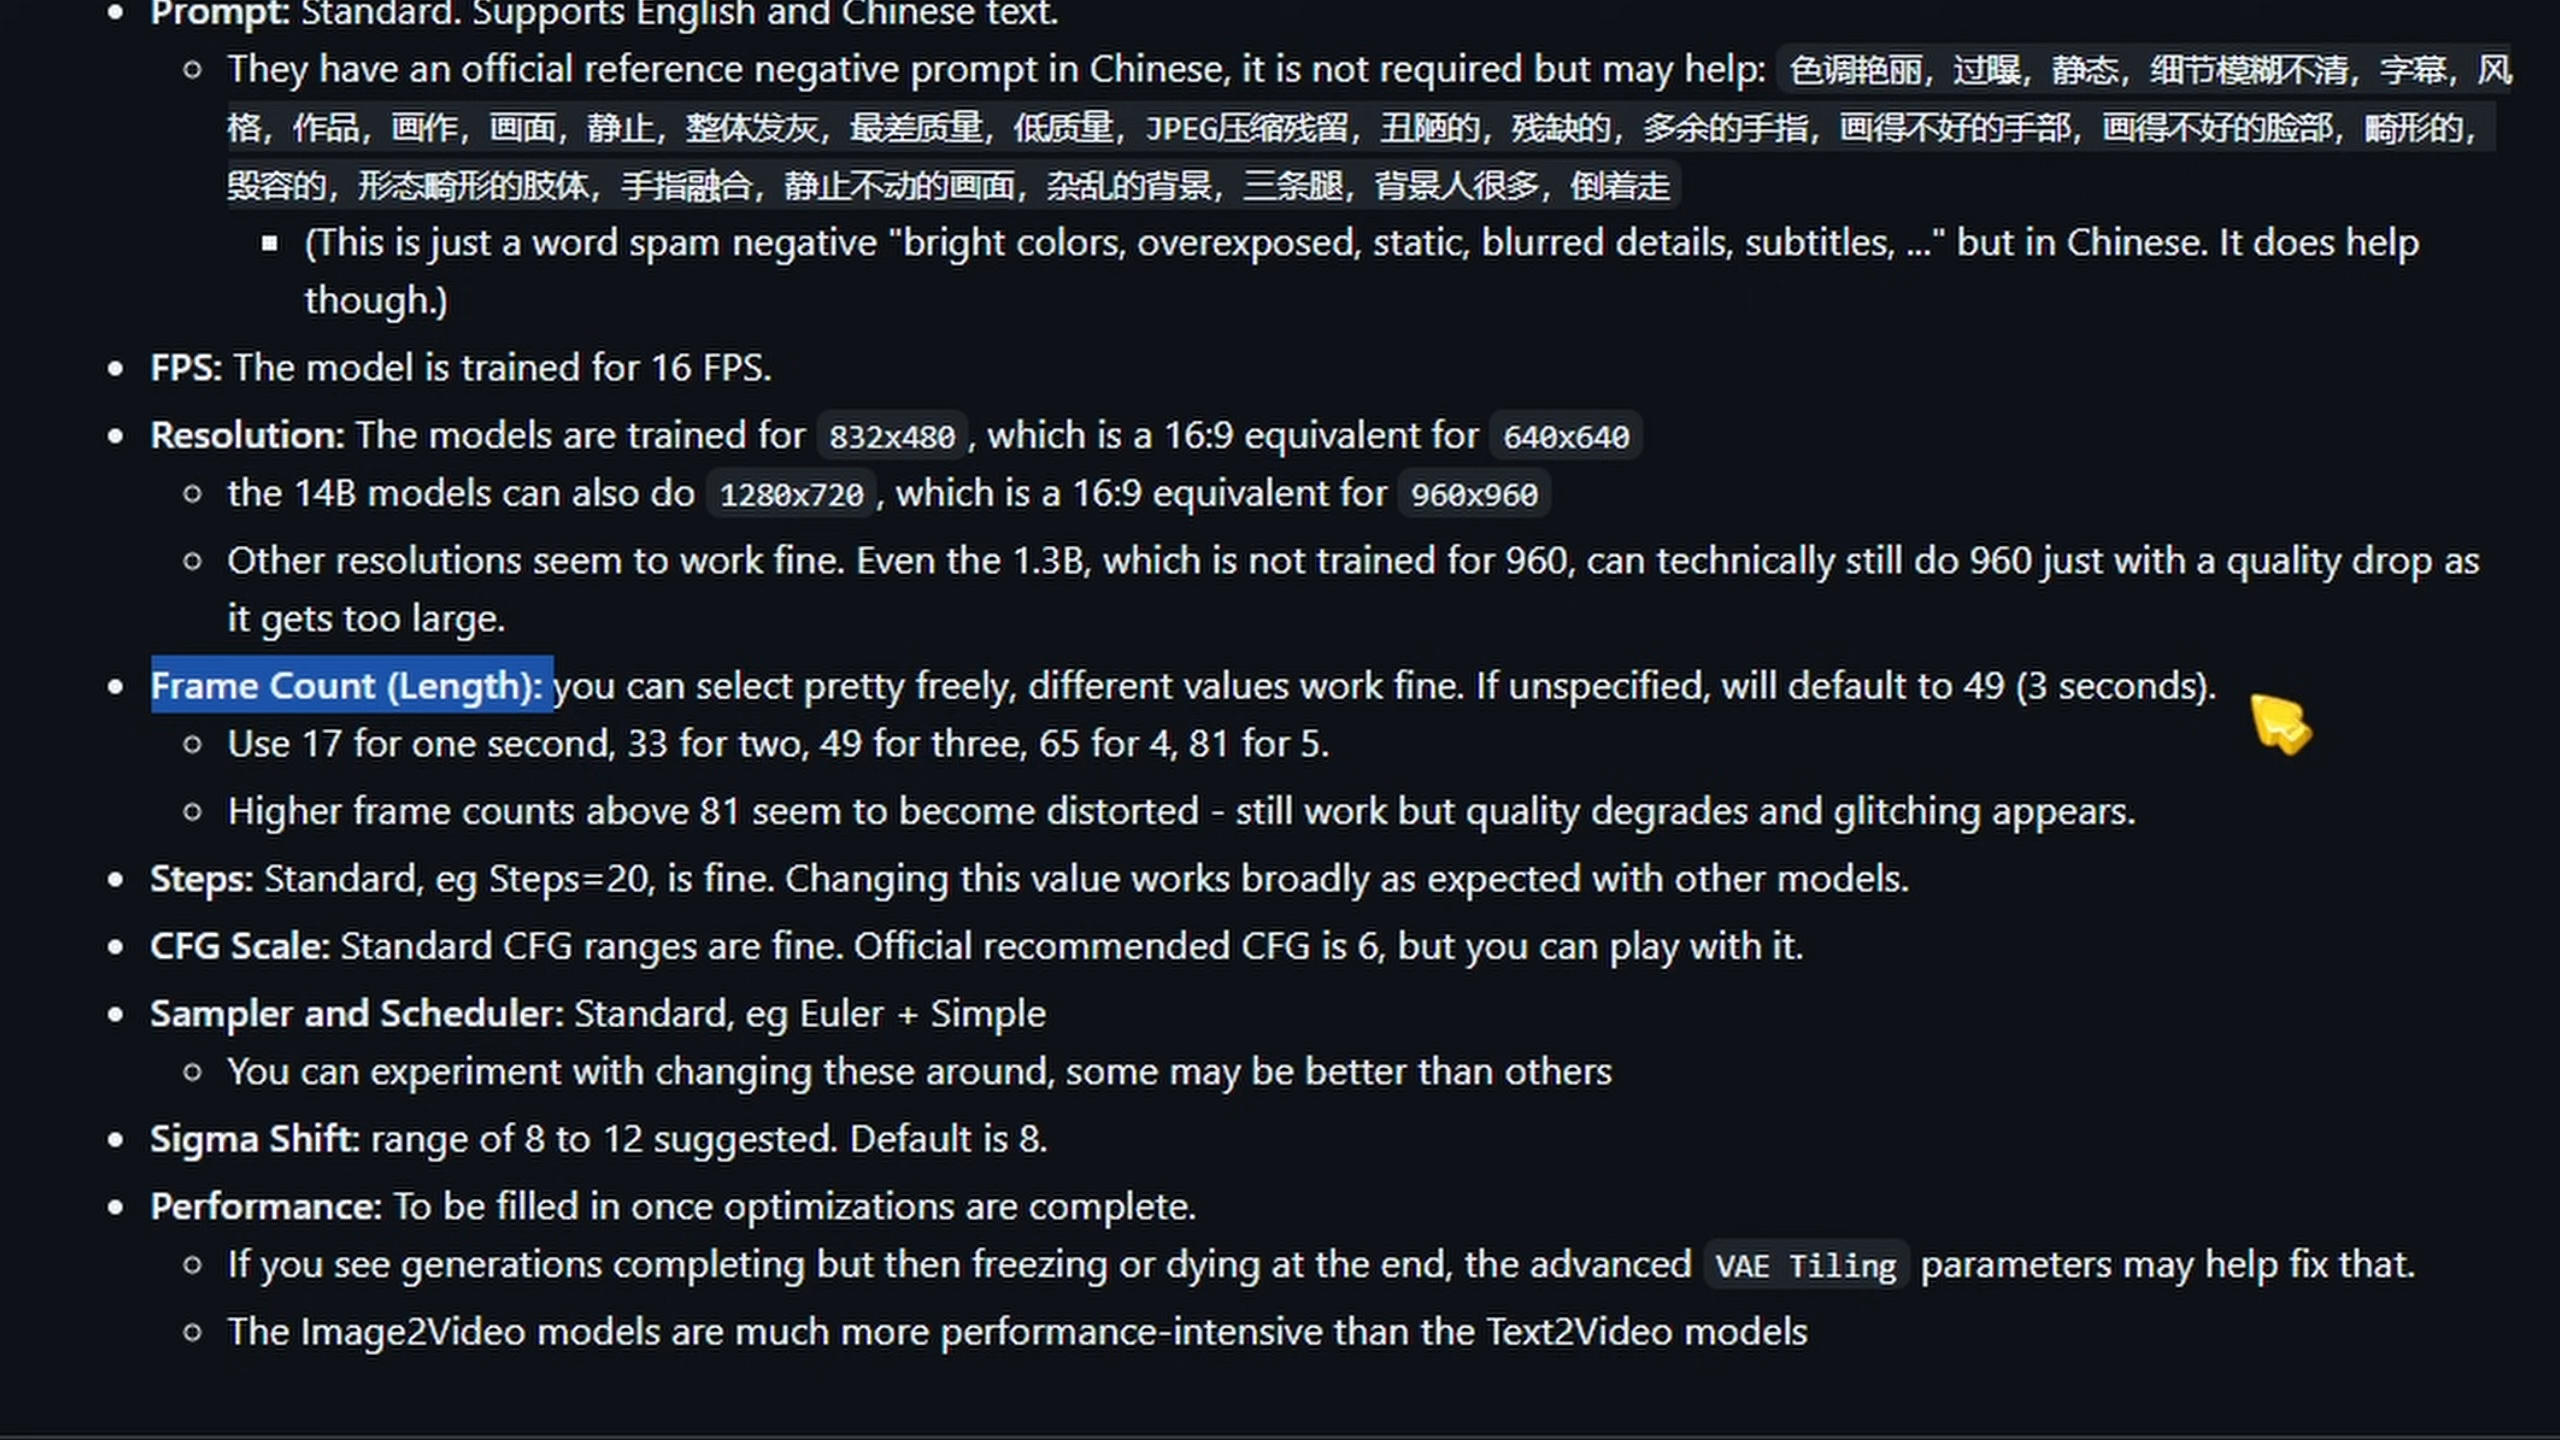 Prompt: Standard. Supports English and Chinese text.
They have an official reference negative prompt in Chinese, it is not required but may help: 色调艳丽，过曝，静态，细节模糊不清，字幕，风
格，作品，画作，画面，静止，整体发灰，最差质量，低质量，JPEG压缩残留，丑陋的，残缺的，多余的手指，画得不好的手部，画得不好的脸部，畸形的，
毁容的，形态畸形的肢体，手指融合，静止不动的画面，杂乱的背景，三条腿，背景人很多，倒着走
(This is just a word spam negative "bright colors, overexposed, static, blurred details, subtitles, ..." but in Chinese. It does help
though.)
FPS: The model is trained for 16 FPS.
Resolution: The models are trained for 832x480, which is a 16:9 equivalent for 640x640
the 14B models can also do 1280x720, which is a 16:9 equivalent for 960x960
Other resolutions seem to work fine. Even the 1.3B, which is not trained for 960, can technically still do 960 just with a quality drop as
it gets too large.
Frame Count (Length): you can select pretty freely, different values work fine. If unspecified, will default to 49 (3 seconds).
Use 17 for one second, 33 for two, 49 for three, 65 for 4, 81 for 5.
Higher frame counts above 81 seem to become distorted - still work but quality degrades and glitching appears.
Steps: Standard, eg Steps=20, is fine. Changing this value works broadly as expected with other models.
CFG Scale: Standard CFG ranges are fine. Official recommended CFG is 6, but you can play with it.
Sampler and Scheduler: Standard, eg Euler + Simple
You can experiment with changing these around, some may be better than others
Sigma Shift: range of 8 to 12 suggested. Default is 8.
Performance: To be filled in once optimizations are complete.
If you see generations completing but then freezing or dying at the end, the advanced VAE Tiling parameters may help fix that.
The Image2Video models are much more performance-intensive than the Text2Video models